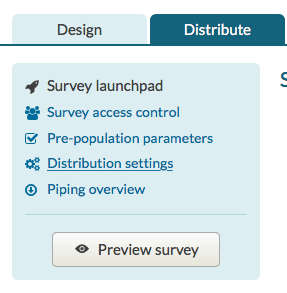 Design
Distribute
Survey launchpad
Survey access control
Pre-population parameters
Distribution settings
Piping overview
Preview survey